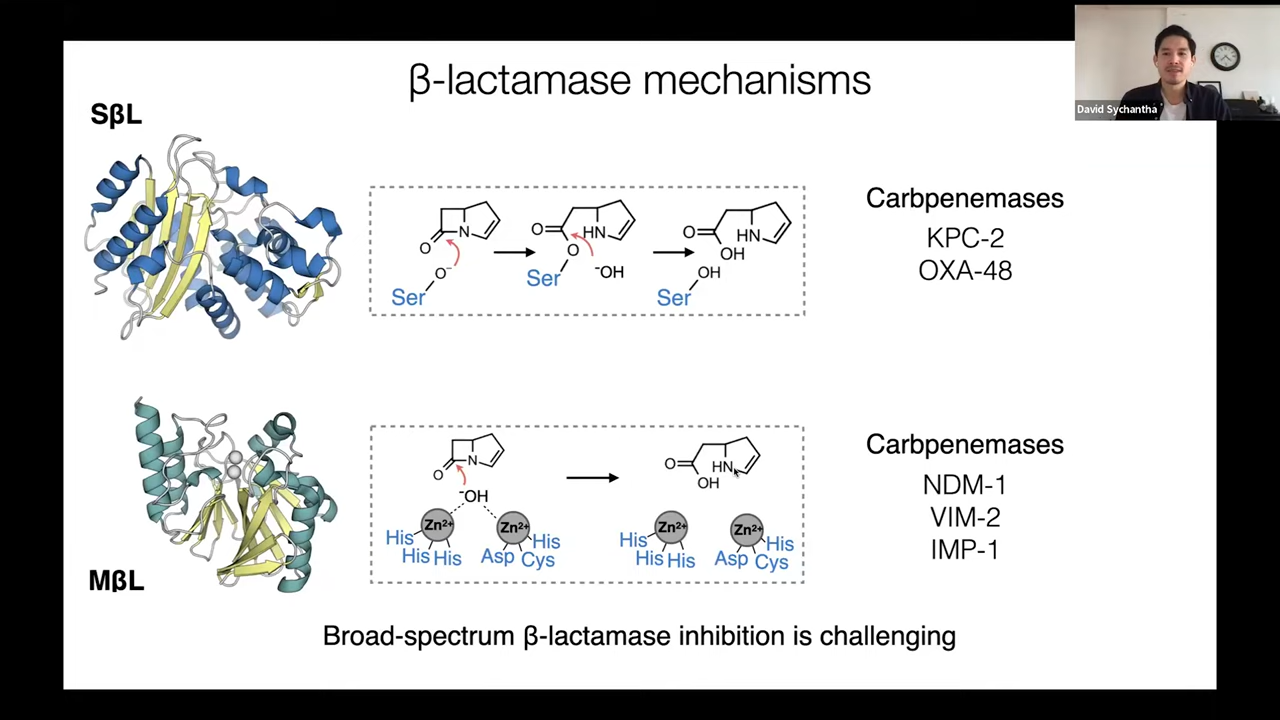 β-lactamase mechanisms
David Sychantha
SβL
O
N
O⁻
Ser
O
HN
O
Ser
⁻OH
O
HN
OH
OH
Ser
Carbpenemases
KPC-2
OXA-48
MβL
O
N
⁻OH
Zn²⁺
Zn²⁺
His
His His
His
Asp Cys
O
HN
OH
Zn²⁺
Zn²⁺
His
His His
His
Asp Cys
Carbpenemases
NDM-1
VIM-2
IMP-1
Broad-spectrum β-lactamase inhibition is challenging